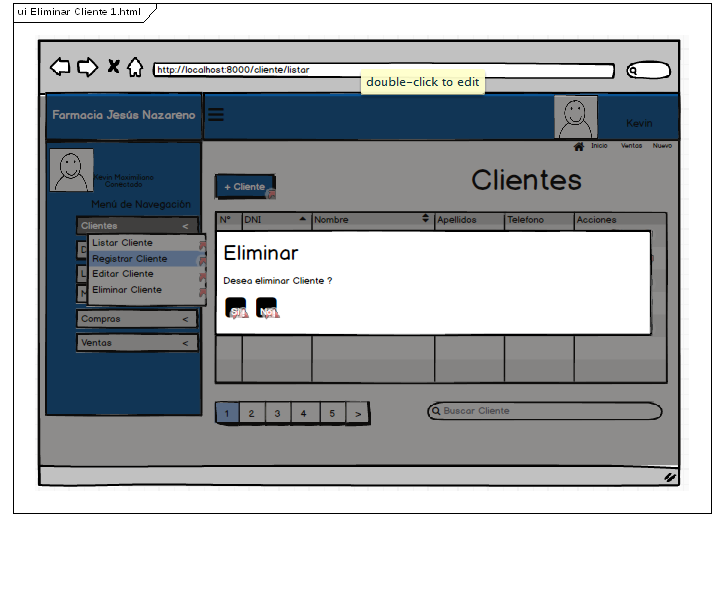 ui Eliminar Cliente 1.html
http://localhost:8000/cliente/listar
double-click to edit
Farmacia Jesús Nazareno
Kevin
Inicio Ventas Nuevo
Kevin Maximiliano
Conectado
+ Cliente
Clientes
Menú de Navegación
Clientes <
N° DNI Nombre Apellidos Telefono Acciones
Listar Cliente
Registrar Cliente
Editar Cliente
Eliminar Cliente
Eliminar
Desea eliminar Cliente ?
Si No
Compras <
Ventas <
1 2 3 4 5 >
Buscar Cliente